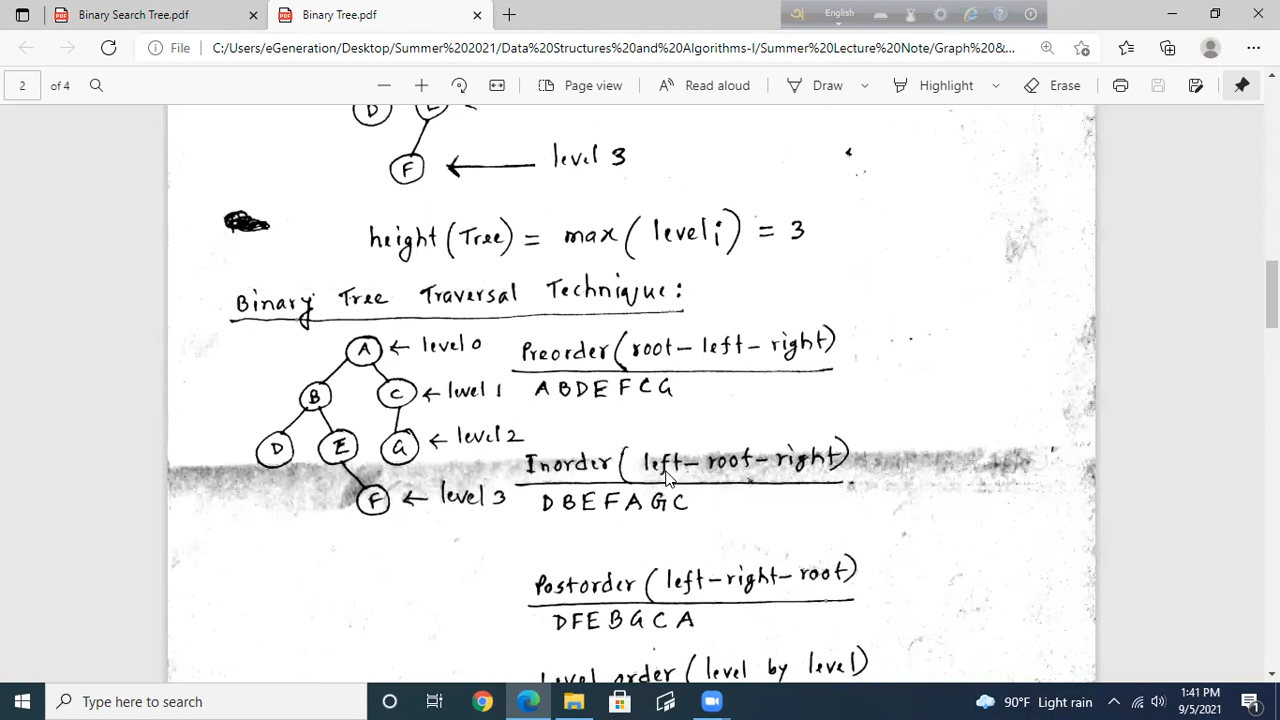 Binary Search Tree.pdf
Binary Tree.pdf
English
File
C:/Users/eGeneration/Desktop/Summer%202021/Data%20Structures%20and%20Algorithms-I/Summer%20Lecture%20Note/Graph%20&...
2 of 4
Page view
Read aloud
Draw
Highlight
Erase
D
F ← level 3
height (Tree) = max (level i) = 3
Binary Tree Traversal Technique:
A ← level 0
B C ← level 1
D E G ← level 2
F ← level 3
Preorder (root – left – right)
A B D E F C G
Inorder ( left – root – right)
D B E F A G C
Postorder (left – right – root)
D F E B G C A
Level order (level by level)
Type here to search
90°F Light rain
1:41 PM
9/5/2021